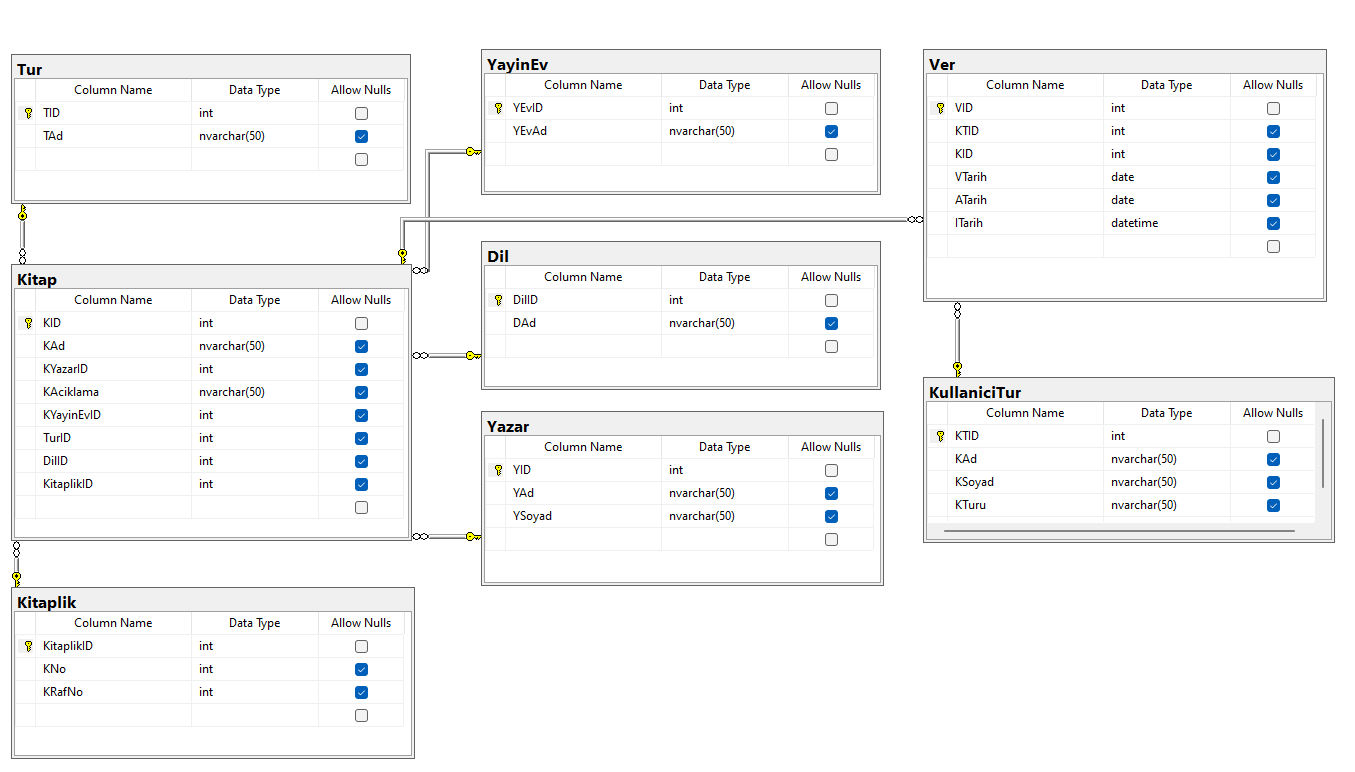 Tur
Column Name Data Type Allow Nulls
TID int
TAd nvarchar(50)
YayinEv
Column Name Data Type Allow Nulls
YEvID int
YEvAd nvarchar(50)
Ver
Column Name Data Type Allow Nulls
VID int
KTID int
KID int
VTarih date
ATarih date
ITarih datetime
Kitap
Column Name Data Type Allow Nulls
KID int
KAd nvarchar(50)
KYazarID int
KAciklama nvarchar(50)
KYayinEvID int
TurID int
DilID int
KitaplikID int
Dil
Column Name Data Type Allow Nulls
DilID int
DAd nvarchar(50)
Yazar
Column Name Data Type Allow Nulls
YID int
YAd nvarchar(50)
YSoyad nvarchar(50)
KullaniciTur
Column Name Data Type Allow Nulls
KTID int
KAd nvarchar(50)
KSoyad nvarchar(50)
KTuru nvarchar(50)
Kitaplik
Column Name Data Type Allow Nulls
KitaplikID int
KNo int
KRafNo int